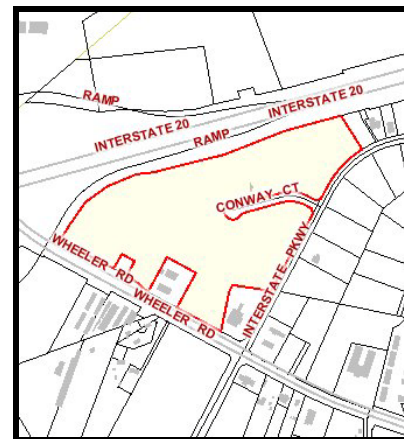 RAMP
INTERSTATE 20
INTERSTATE 20
RAMP
CONWAY CT
WHEELER RD
WHEELER RD
INTERSTATE PKWY